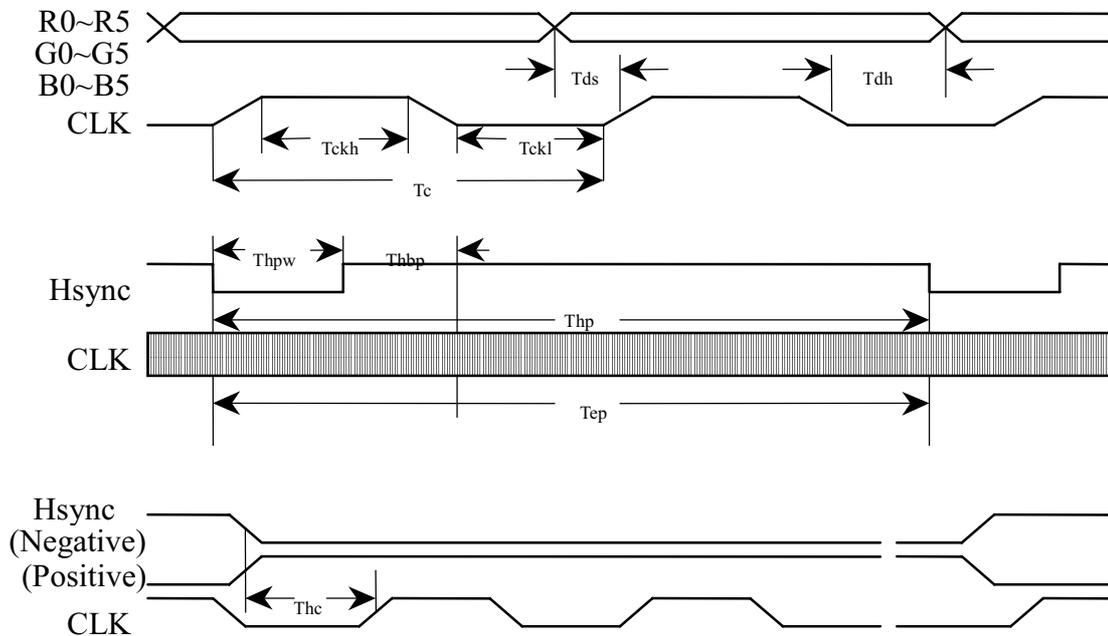 R0~R5
G0~G5
B0~B5
Tds
Tdh
CLK
Tckh
Tckl
Tc
Thpw
Thbp
Hsync
Thp
CLK
Tep
Hsync
(Negative)
(Positive)
Thc
CLK